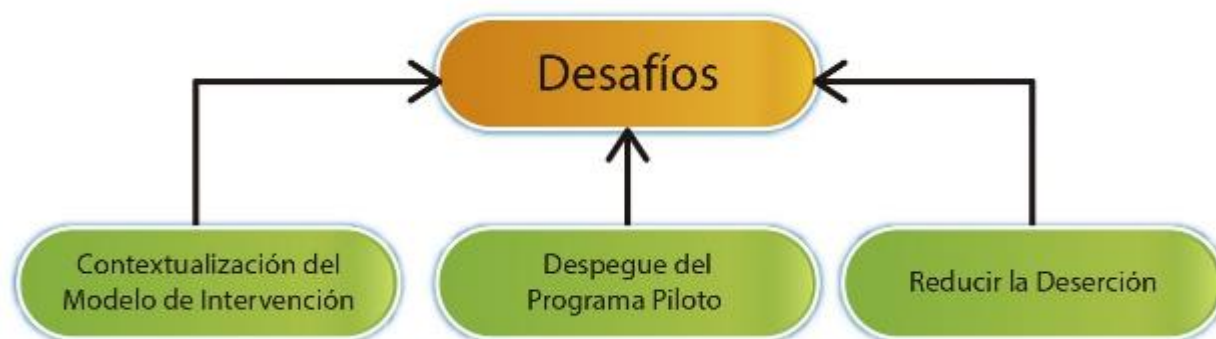 Desafíos
Contextualización del
Modelo de Intervención
Despegue del
Programa Piloto
Reducir la Deserción